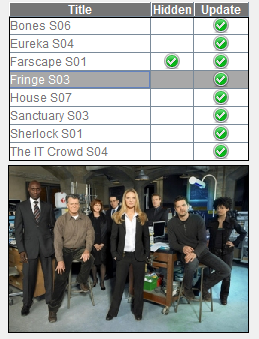 Title Hidden Update
Bones S06
Eureka S04
Farscape S01
Fringe S03
House S07
Sanctuary S03
Sherlock S01
The IT Crowd S04